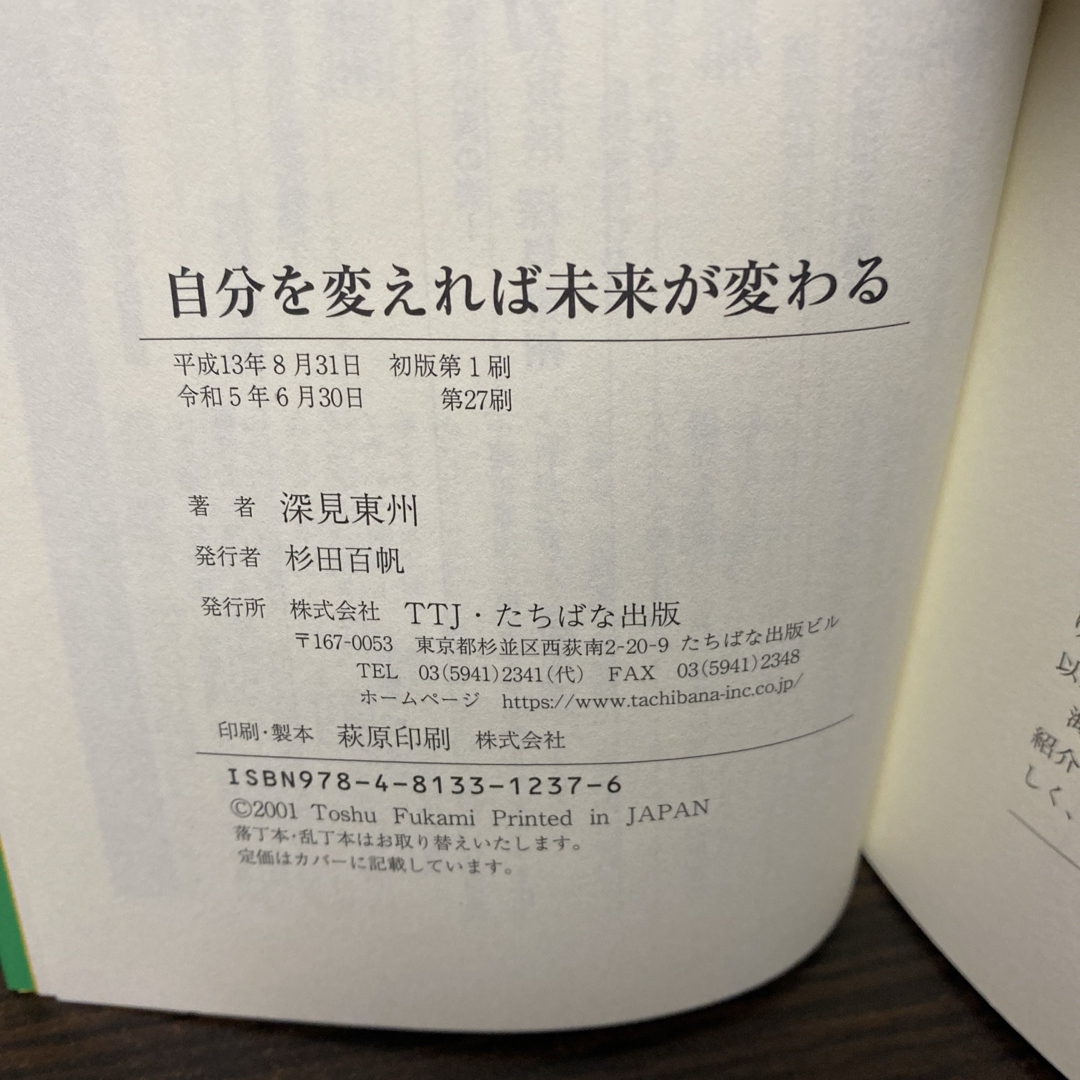 自分を変えれば未来が変わる
平成13年8月31日 初版第1刷
令和5年6月30日 第27刷
著 者 深見東州
発行者 杉田百帆
発行所 株式会社 TTJ・たちばな出版
〒167-0053 東京都杉並区西荻南2-20-9 たちばな出版ビル
TEL 03(5941)2341(代) FAX 03(5941)2348
ホームページ https://www.tachibana-inc.co.jp/
印刷・製本 萩原印刷 株式会社
ISBN978-4-8133-1237-6
©2001 Toshu Fukami Printed in JAPAN
落丁本・乱丁本はお取り替えいたします。
定価はカバーに記載しています。
以
紹介
しく、